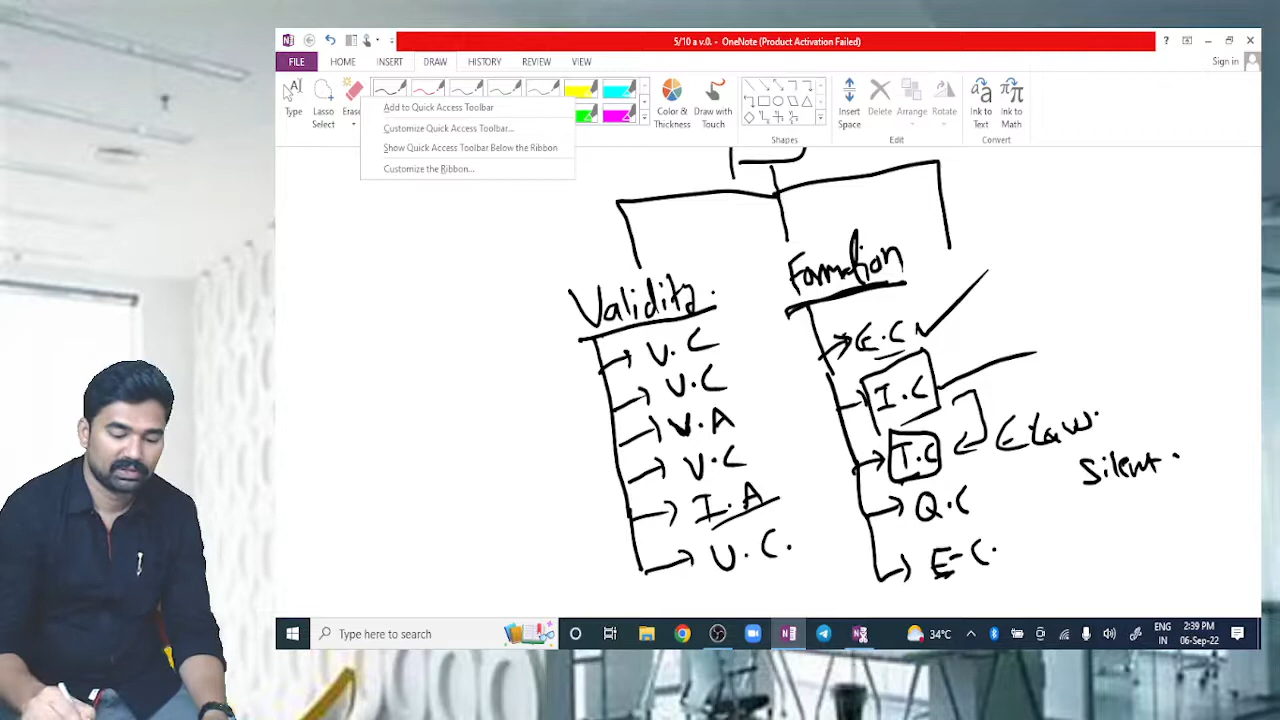 S/10 a v.0. - OneNote (Product Activation Failed)
?
Sign in
FILE HOME INSERT DRAW HISTORY REVIEW VIEW
Type
Lasso Select
Erase
Add to Quick Access Toolbar
Customize Quick Access Toolbar...
Show Quick Access Toolbar Below the Ribbon
Customize the Ribbon...
Color & Thickness
Draw with Touch
Shapes
Insert Space
Delete
Arrange
Rotate
Edit
Ink to Text
Ink to Math
Convert
Validity.
V.C
V.C
V.A
V.C
I.A
U.C.
Formation
E.C
I.C
I.C
Q.C
E-C.
Law.
Silent.
Type here to search
34°C
ENG
IN
2:39 PM
06-Sep-22